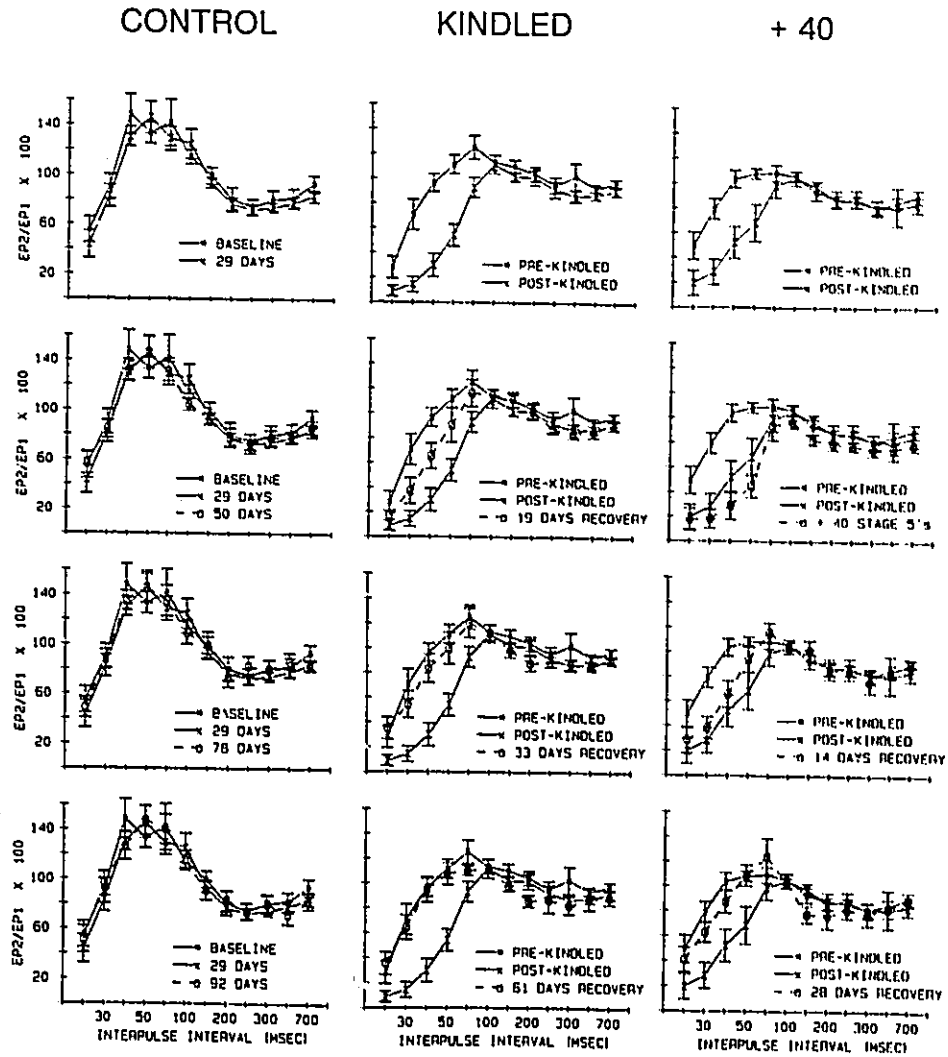 CONTROL KINDLED + 40
EP2/EP1 X 100
140
100
60
20
BASELINE
29 DAYS
PRE-KINDLED
POST-KINDLED
PRE-KINDLED
POST-KINDLED
EP2/EP1 X 100
140
100
60
20
BASELINE
29 DAYS
50 DAYS
PRE-KINDLED
POST-KINDLED
19 DAYS RECOVERY
PRE-KINDLED
POST-KINDLED
+ 40 STAGE 5'S
EP2/EP1 X 100
140
100
60
20
BASELINE
29 DAYS
78 DAYS
PRE-KINDLED
POST-KINDLED
33 DAYS RECOVERY
PRE-KINDLED
POST-KINDLED
14 DAYS RECOVERY
EP2/EP1 X 100
140
100
60
20
BASELINE
29 DAYS
92 DAYS
PRE-KINDLED
POST-KINDLED
61 DAYS RECOVERY
PRE-KINDLED
POST-KINDLED
28 DAYS RECOVERY
30 50 100 200 300 700
30 50 100 200 300 700
30 50 100 200 300 700
INTERPULSE INTERVAL (MSEC)
INTERPULSE INTERVAL (MSEC)
INTERPULSE INTERVAL (MSEC)